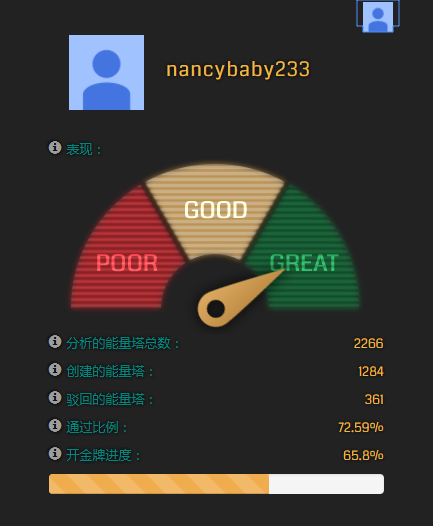 nancybaby233
表现：
GOOD
POOR
GREAT
分析的能量塔总数： 2266
创建的能量塔： 1284
驳回的能量塔： 361
通过比例： 72.59%
开金牌进度： 65.8%